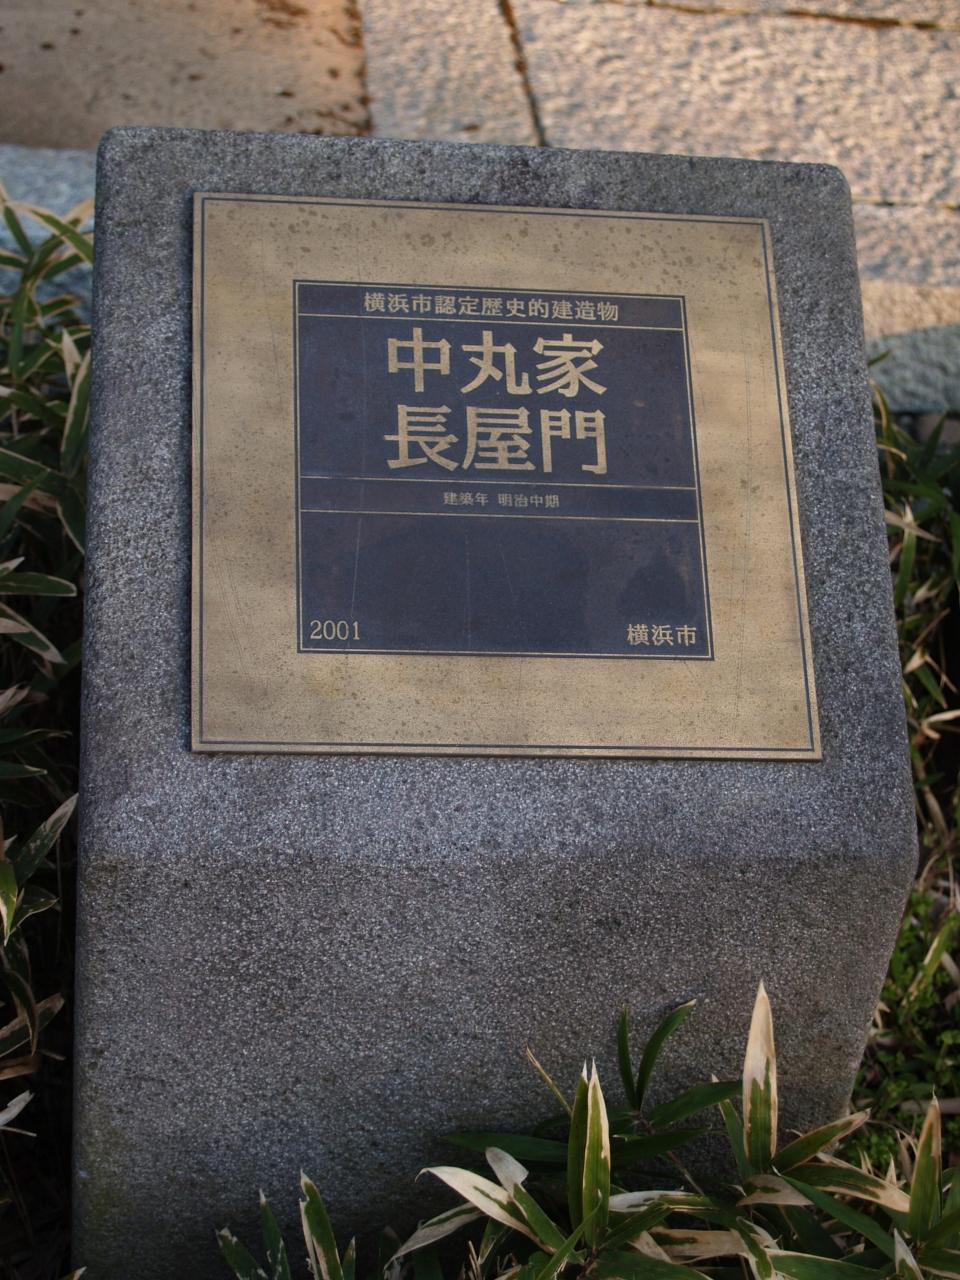 横浜市認定歴史的建造物
中丸家
長屋門
建築年 明治中期
2001
横浜市